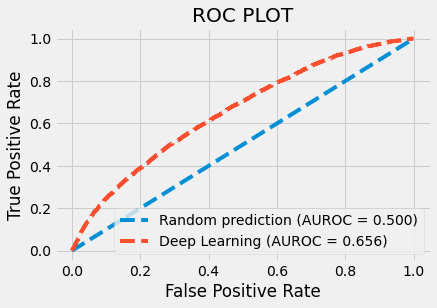 ROC PLOT
True Positive Rate
1.0
0.8
0.6
0.4
0.2
0.0
Random prediction (AUROC = 0.500)
Deep Learning (AUROC = 0.656)
0.0 0.2 0.4 0.6 0.8 1.0
False Positive Rate